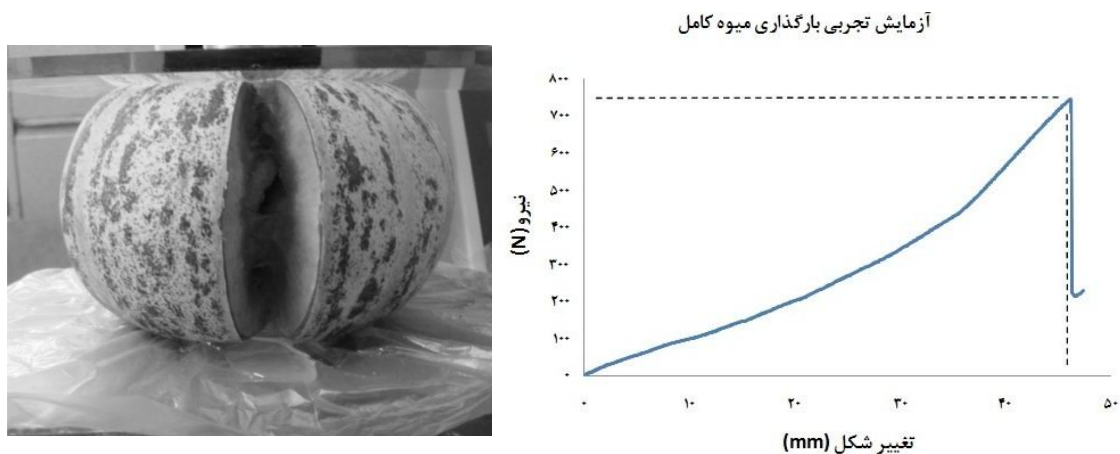 آزمایش تجربی بارگذاری میوه کامل
۸۰۰
۷۰۰
۶۰۰
۵۰۰
۴۰۰
۳۰۰
۲۰۰
۱۰۰
۰
نیرو (N)
۰ ۱۰ ۲۰ ۳۰ ۴۰ ۵۰
تغییر شکل (mm)